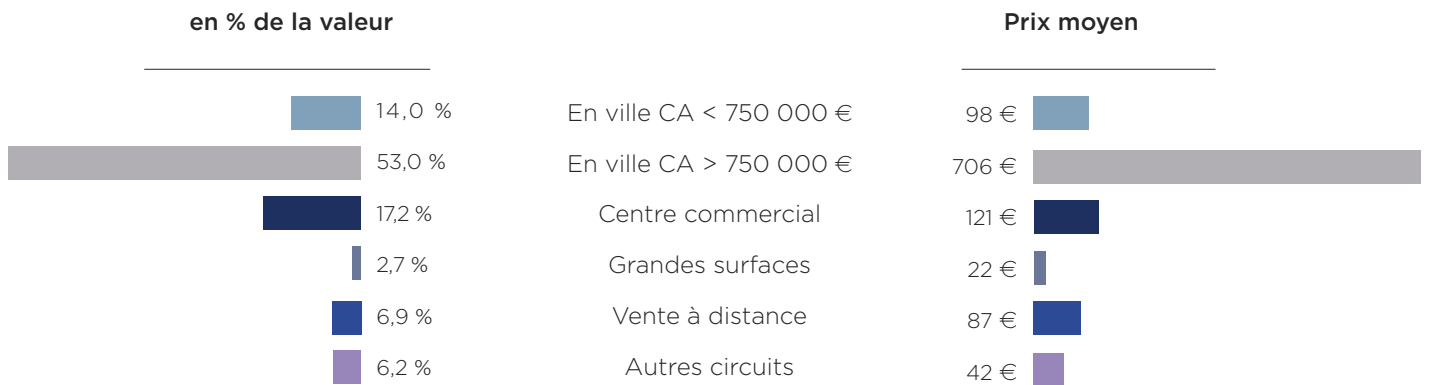 en % de la valeur Prix moyen
14,0 % En ville CA < 750 000 € 98 €
53,0 % En ville CA > 750 000 € 706 €
17,2 % Centre commercial 121 €
2,7 % Grandes surfaces 22 €
6,9 % Vente à distance 87 €
6,2 % Autres circuits 42 €